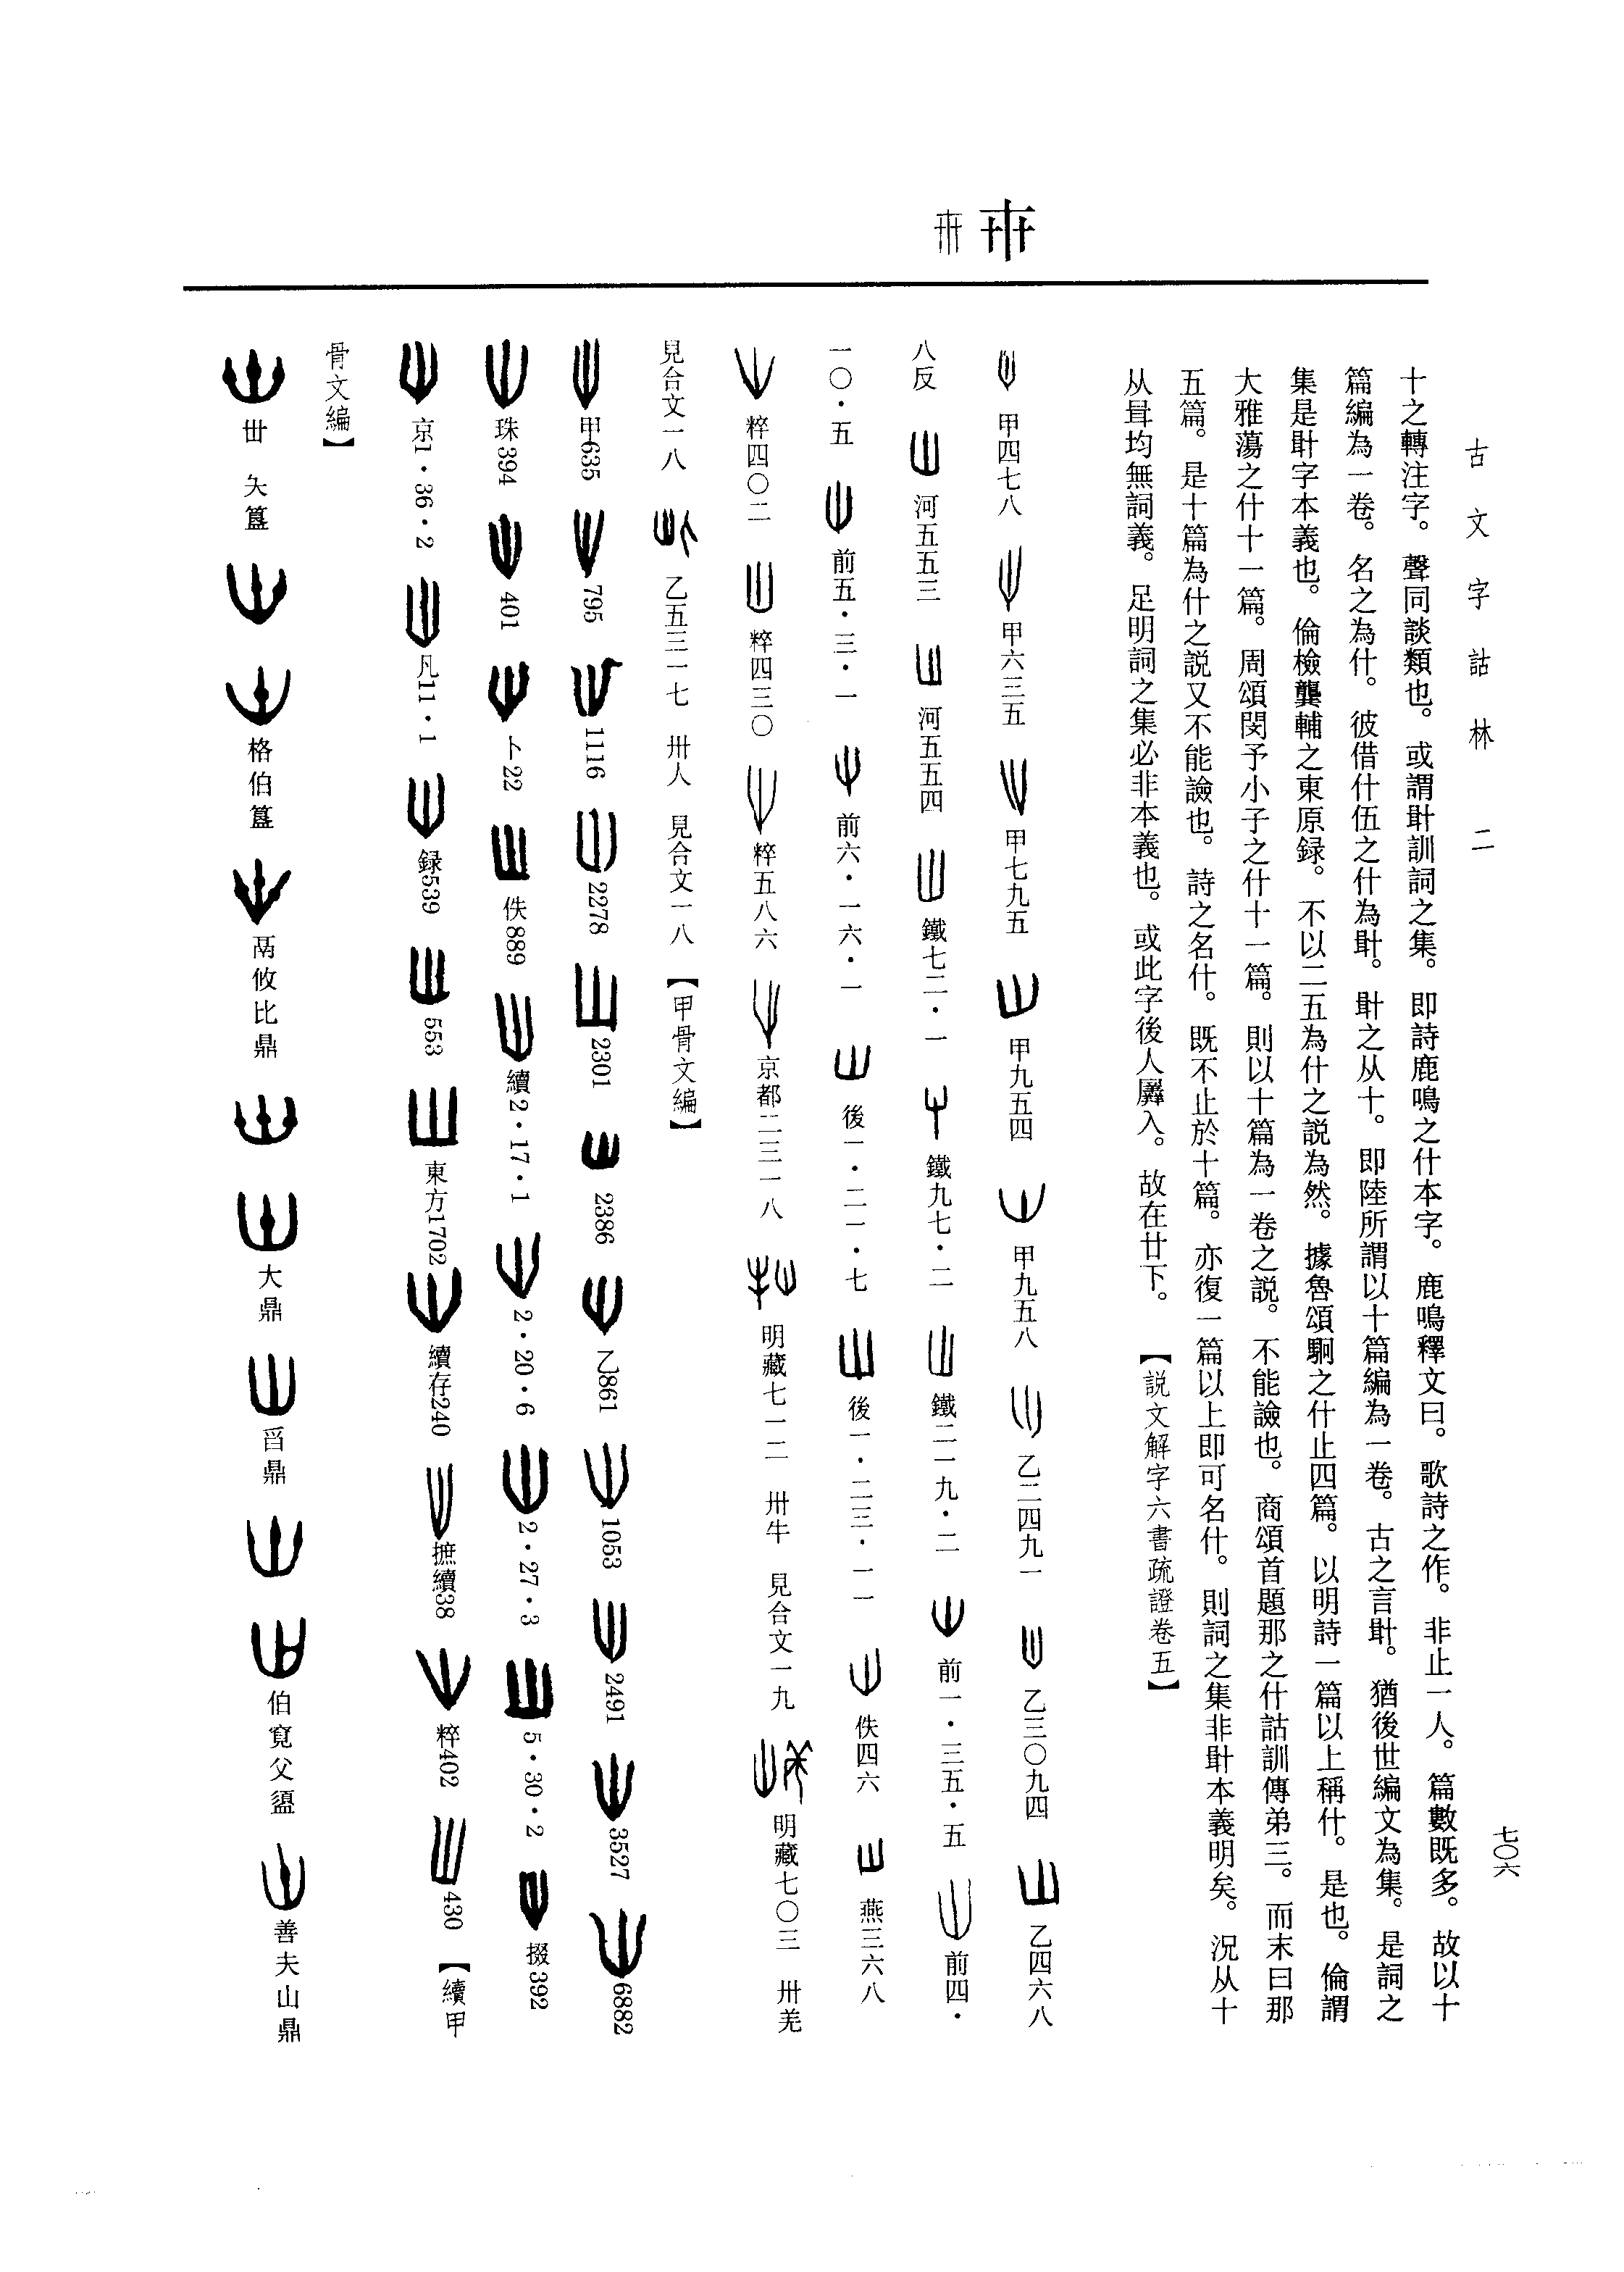 古文字詁林 二
七〇六
卅 卅
十之轉注字。聲同談類也。或謂卙訓詞之集。即詩鹿鳴之什本字。鹿鳴釋文曰。歌詩之作。非止一人。篇數既多。故以十
篇編為一卷。名之為什。彼借什伍之什為卙。卙之从十。即陸所謂以十篇編為一卷。古之言卙。猶後世編文為集。是詞之
集是卙字本義也。倫檢龔輔之東原録。不以二五為什之説為然。據魯頌駉之什止四篇。以明詩一篇以上稱什。是也。倫謂
大雅蕩之什十一篇。周頌閔予小子之什十一篇。則以十篇為一卷之説。不能譣也。商頌首題那之什詁訓傳弟三。而末曰那
五篇。是十篇為什之説又不能譣也。詩之名什。既不止於十篇。亦復一篇以上即可名什。則詞之集非卙本義明矣。況从十
从咠均無詞義。足明詞之集必非本義也。或此字後人羼入。故在廿下。【説文解字六書疏證卷五】
甲四七八 甲六三五 甲七九五 甲九五四 甲九五八 乙二四九一 乙三〇九四 乙四六八
八反 河五五三 河五五四 鐵七二·一 鐵九七·二 鐵二一九·二 前一·三五·五 前四·
一〇·五 前五·三·一 前六·一六·一 後一·二一·七 後一·二三·一一 佚四六 燕三六八
粹四〇二 粹四三〇 粹五八六 京都二三一八 明藏七一二 卅牛 見合文一九 明藏七〇三 卅羌
見合文一八 乙五三一七 卅人 見合文一八 【甲骨文編】
甲635 795 1116 2278 2301 2386 乙861 1053 2491 3527 6882
珠394 401 卜22 佚889 續2·17·1 2·20·6 2·27·3 5·30·2 掇392
京1·36·2 凡11·1 録539 553 東方1702 續存240 摭續38 粹402 430 【續甲
骨文編】
卋 夨簋 格伯簋 鬲攸比鼎 大鼎 舀鼎 伯寬父盨 善夫山鼎